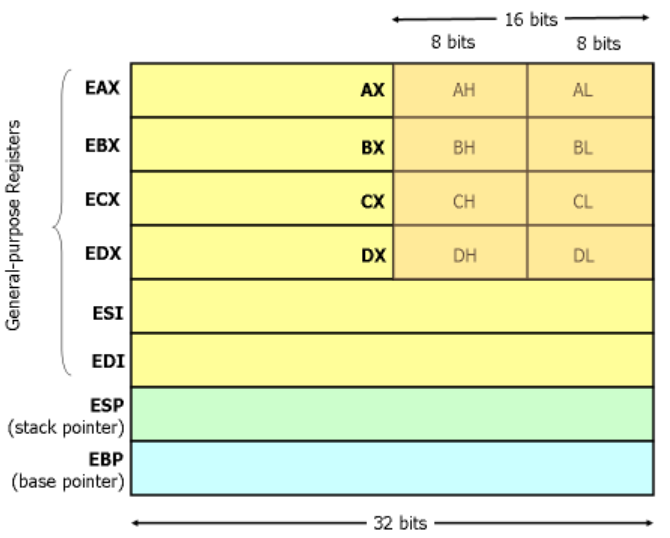 16 bits
8 bits 8 bits
EAX AX AH AL
EBX BX BH BL
ECX CX CH CL
EDX DX DH DL
General-purpose Registers
ESI
EDI
ESP
(stack pointer)
EBP
(base pointer)
32 bits